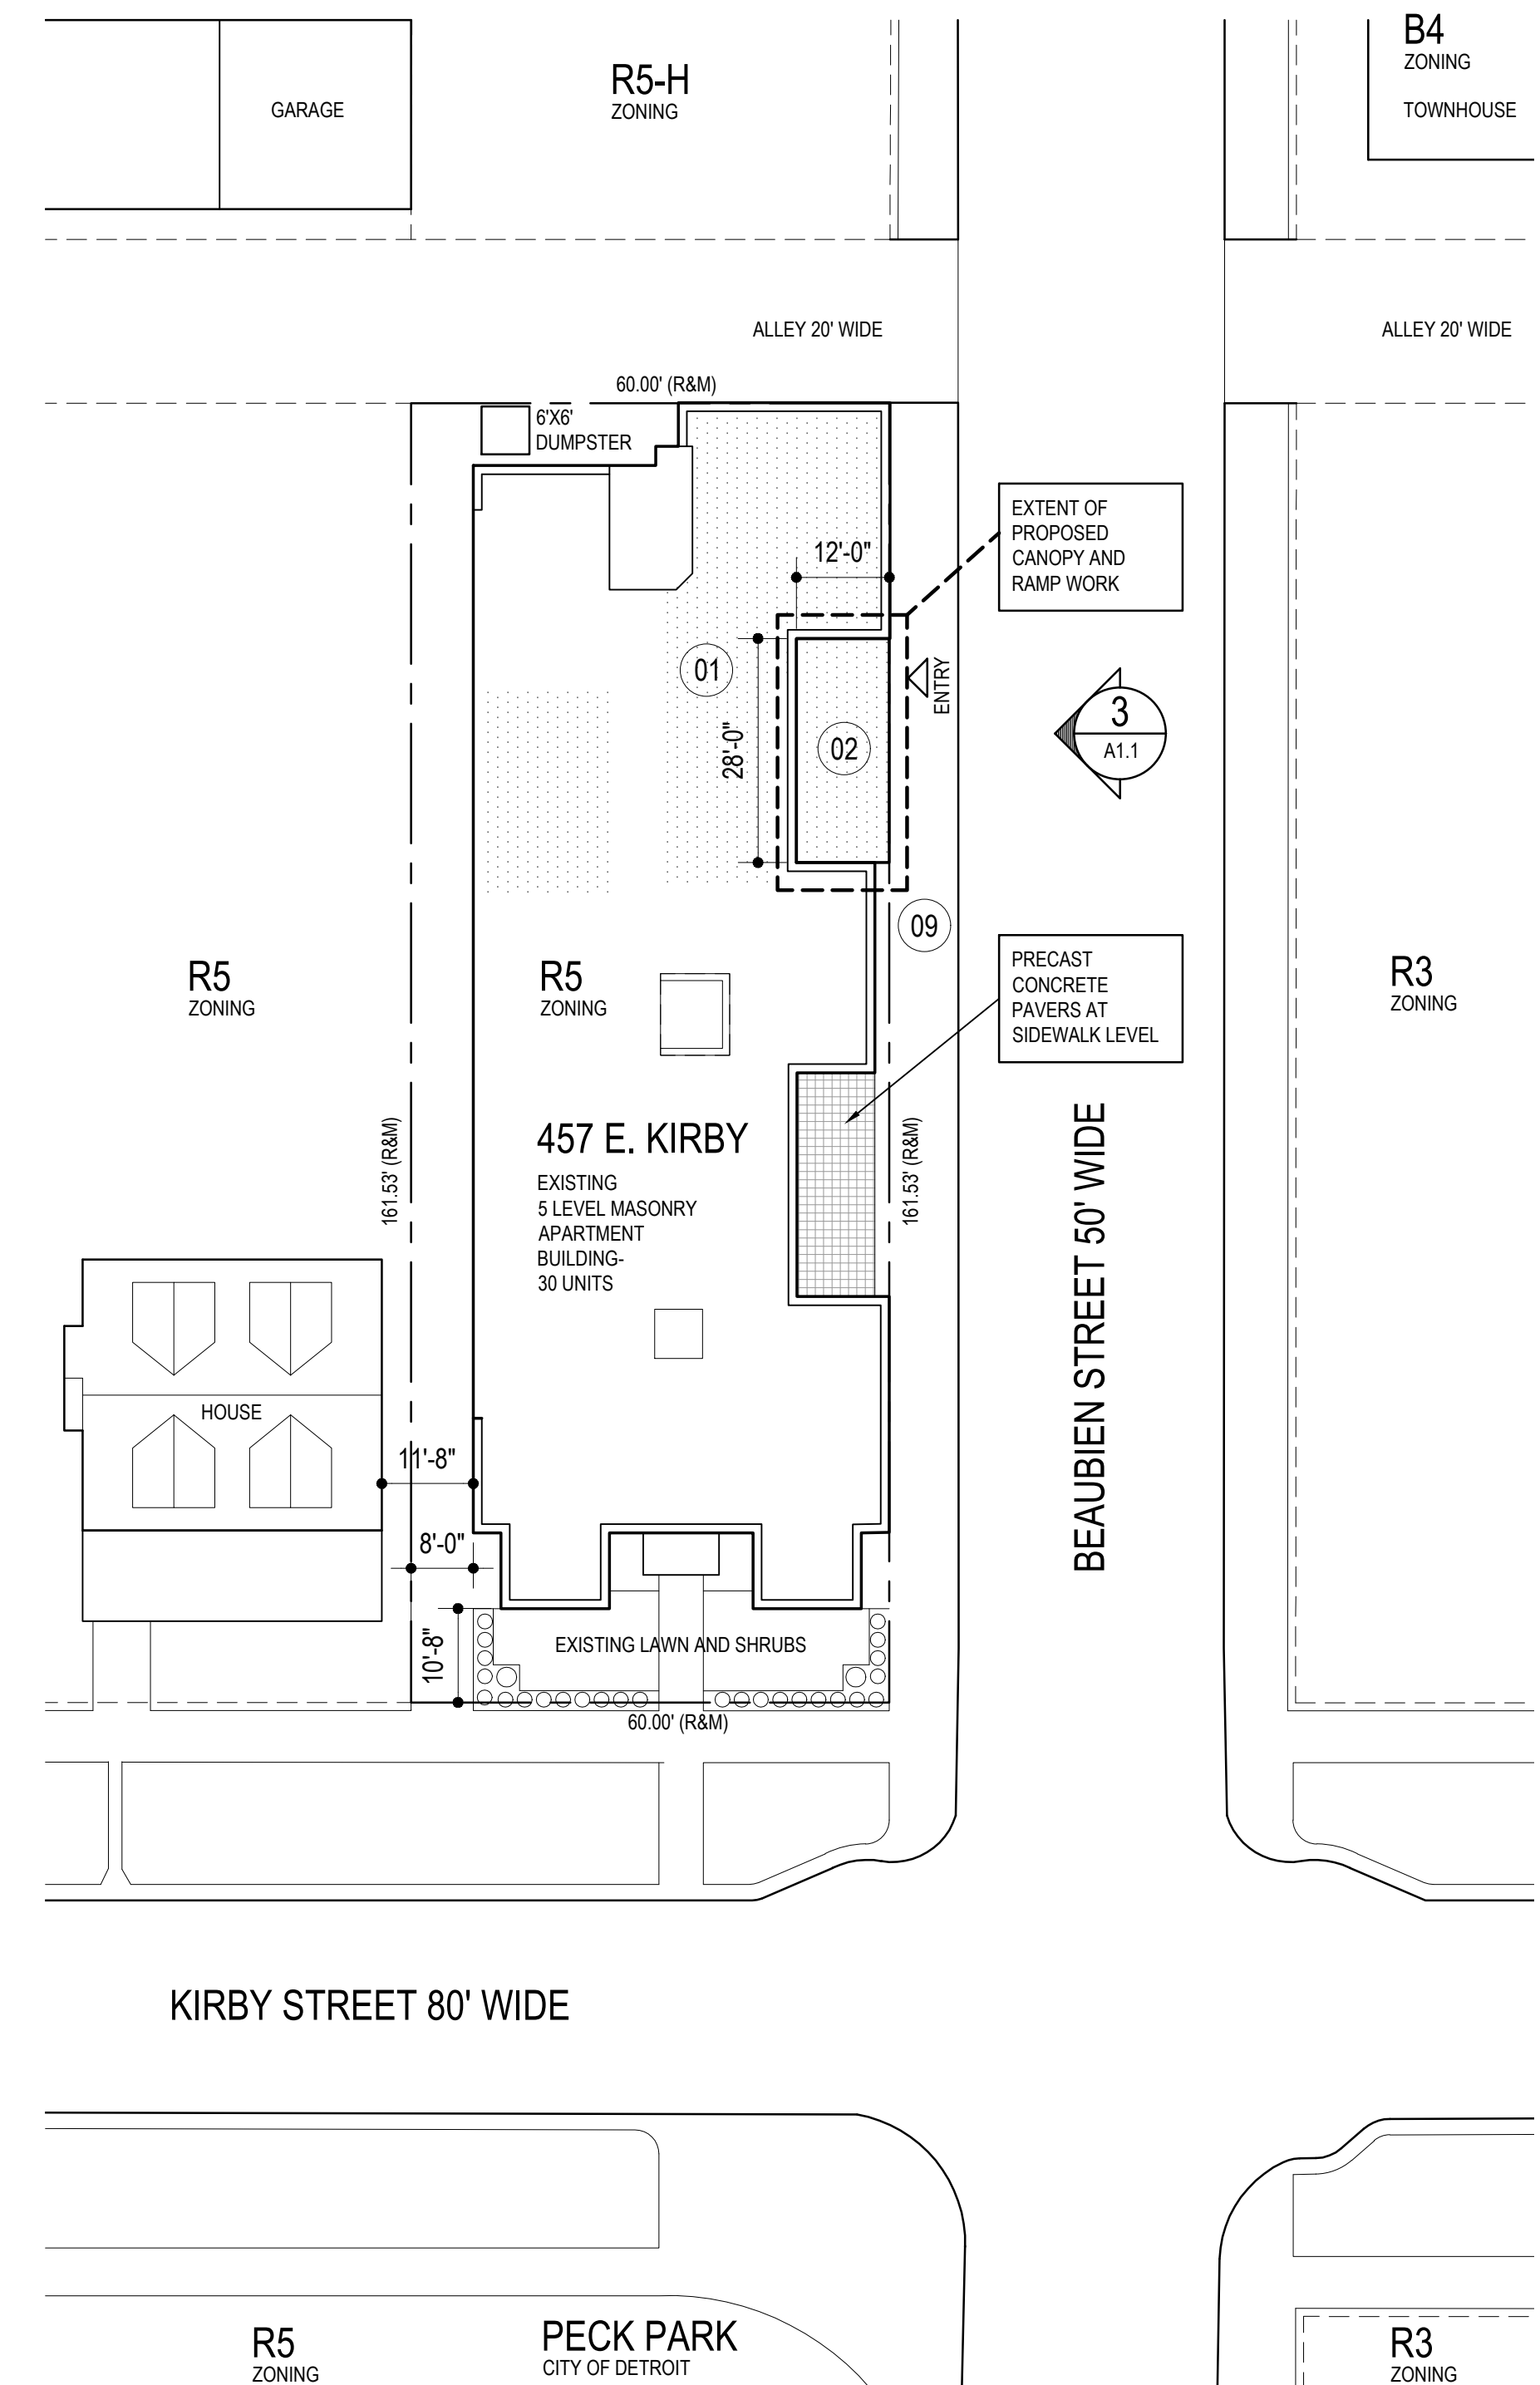 B4
ZONING
TOWNHOUSE
R5-H
ZONING
GARAGE
ALLEY 20' WIDE
ALLEY 20' WIDE
60.00' (R&M)
6'X6'
DUMPSTER
EXTENT OF
PROPOSED
CANOPY AND
RAMP WORK
12'-0"
01
ENTRY
28'-0"
02
3
A1.1
09
PRECAST
CONCRETE
PAVERS AT
SIDEWALK LEVEL
R5
ZONING
R5
ZONING
R3
ZONING
161.53' (R&M)
457 E. KIRBY
EXISTING
5 LEVEL MASONRY
APARTMENT
BUILDING-
30 UNITS
161.53' (R&M)
BEAUBIEN STREET 50' WIDE
HOUSE
11'-8"
8'-0"
10'-8"
EXISTING LAWN AND SHRUBS
60.00' (R&M)
KIRBY STREET 80' WIDE
R5
ZONING
PECK PARK
CITY OF DETROIT
R3
ZONING